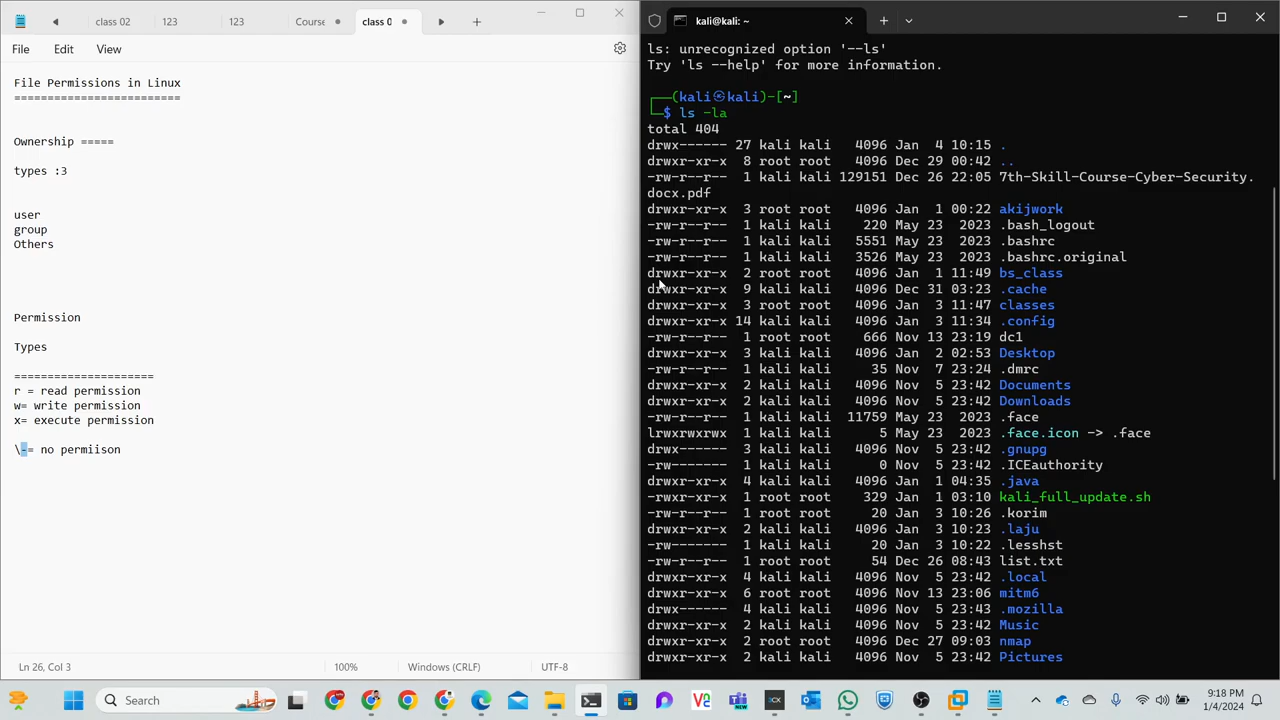 class 02
123
123
Course
class 0
File
Edit
View
File Permissions in Linux
=========================
Ownership =====
types :3
user
group
Others
Permission
Types
=====================
r = read permission
w= write permission
x= execute permission
\-= no permiison
Ln 26, Col 3
100%
Windows (CRLF)
UTF-8
kali@kali: ~
ls: unrecognized option '--ls'
Try 'ls --help' for more information.
┌──(kali㉿kali)-[~]
└─$ ls -la
total 404
drwx------ 27 kali kali   4096 Jan  4 10:15 .
drwxr-xr-x  8 root root   4096 Dec 29 00:42 ..
-rw-r--r--  1 kali kali 129151 Dec 26 22:05 7th-Skill-Course-Cyber-Security.
docx.pdf
drwxr-xr-x  3 root root   4096 Jan  1 00:22 akijwork
-rw-r--r--  1 kali kali    220 May 23  2023 .bash_logout
-rw-r--r--  1 kali kali   5551 May 23  2023 .bashrc
-rw-r--r--  1 kali kali   3526 May 23  2023 .bashrc.original
drwxr-xr-x  2 root root   4096 Jan  1 11:49 bs_class
drwxr-xr-x  9 kali kali   4096 Dec 31 03:23 .cache
drwxr-xr-x  3 root root   4096 Jan  3 11:47 classes
drwxr-xr-x 14 kali kali   4096 Jan  3 11:34 .config
-rw-r--r--  1 root root    666 Nov 13 23:19 dc1
drwxr-xr-x  3 kali kali   4096 Jan  2 02:53 Desktop
-rw-r--r--  1 kali kali     35 Nov  7 23:24 .dmrc
drwxr-xr-x  2 kali kali   4096 Nov  5 23:42 Documents
drwxr-xr-x  2 kali kali   4096 Nov  5 23:42 Downloads
-rw-r--r--  1 kali kali  11759 May 23  2023 .face
lrwxrwxrwx  1 kali kali      5 May 23  2023 .face.icon -> .face
drwx------  3 kali kali   4096 Nov  5 23:42 .gnupg
-rw-------  1 kali kali      0 Nov  5 23:42 .ICEauthority
drwxr-xr-x  4 kali kali   4096 Jan  1 04:35 .java
-rwxr-xr-x  1 root root    329 Jan  1 03:10 kali_full_update.sh
-rw-r--r--  1 root root     20 Jan  3 10:26 .korim
drwxr-xr-x  2 kali kali   4096 Jan  3 10:23 .laju
-rw-------  1 kali kali     20 Jan  3 10:22 .lesshst
-rw-r--r--  1 root root     54 Dec 26 08:43 list.txt
drwxr-xr-x  4 kali kali   4096 Nov  5 23:42 .local
drwxr-xr-x  6 root root   4096 Nov 13 23:06 mitm6
drwx------  4 kali kali   4096 Nov  5 23:43 .mozilla
drwxr-xr-x  2 kali kali   4096 Nov  5 23:42 Music
drwxr-xr-x  2 root root   4096 Dec 27 09:03 nmap
drwxr-xr-x  2 kali kali   4096 Nov  5 23:42 Pictures
Search
9:18 PM
1/4/2024